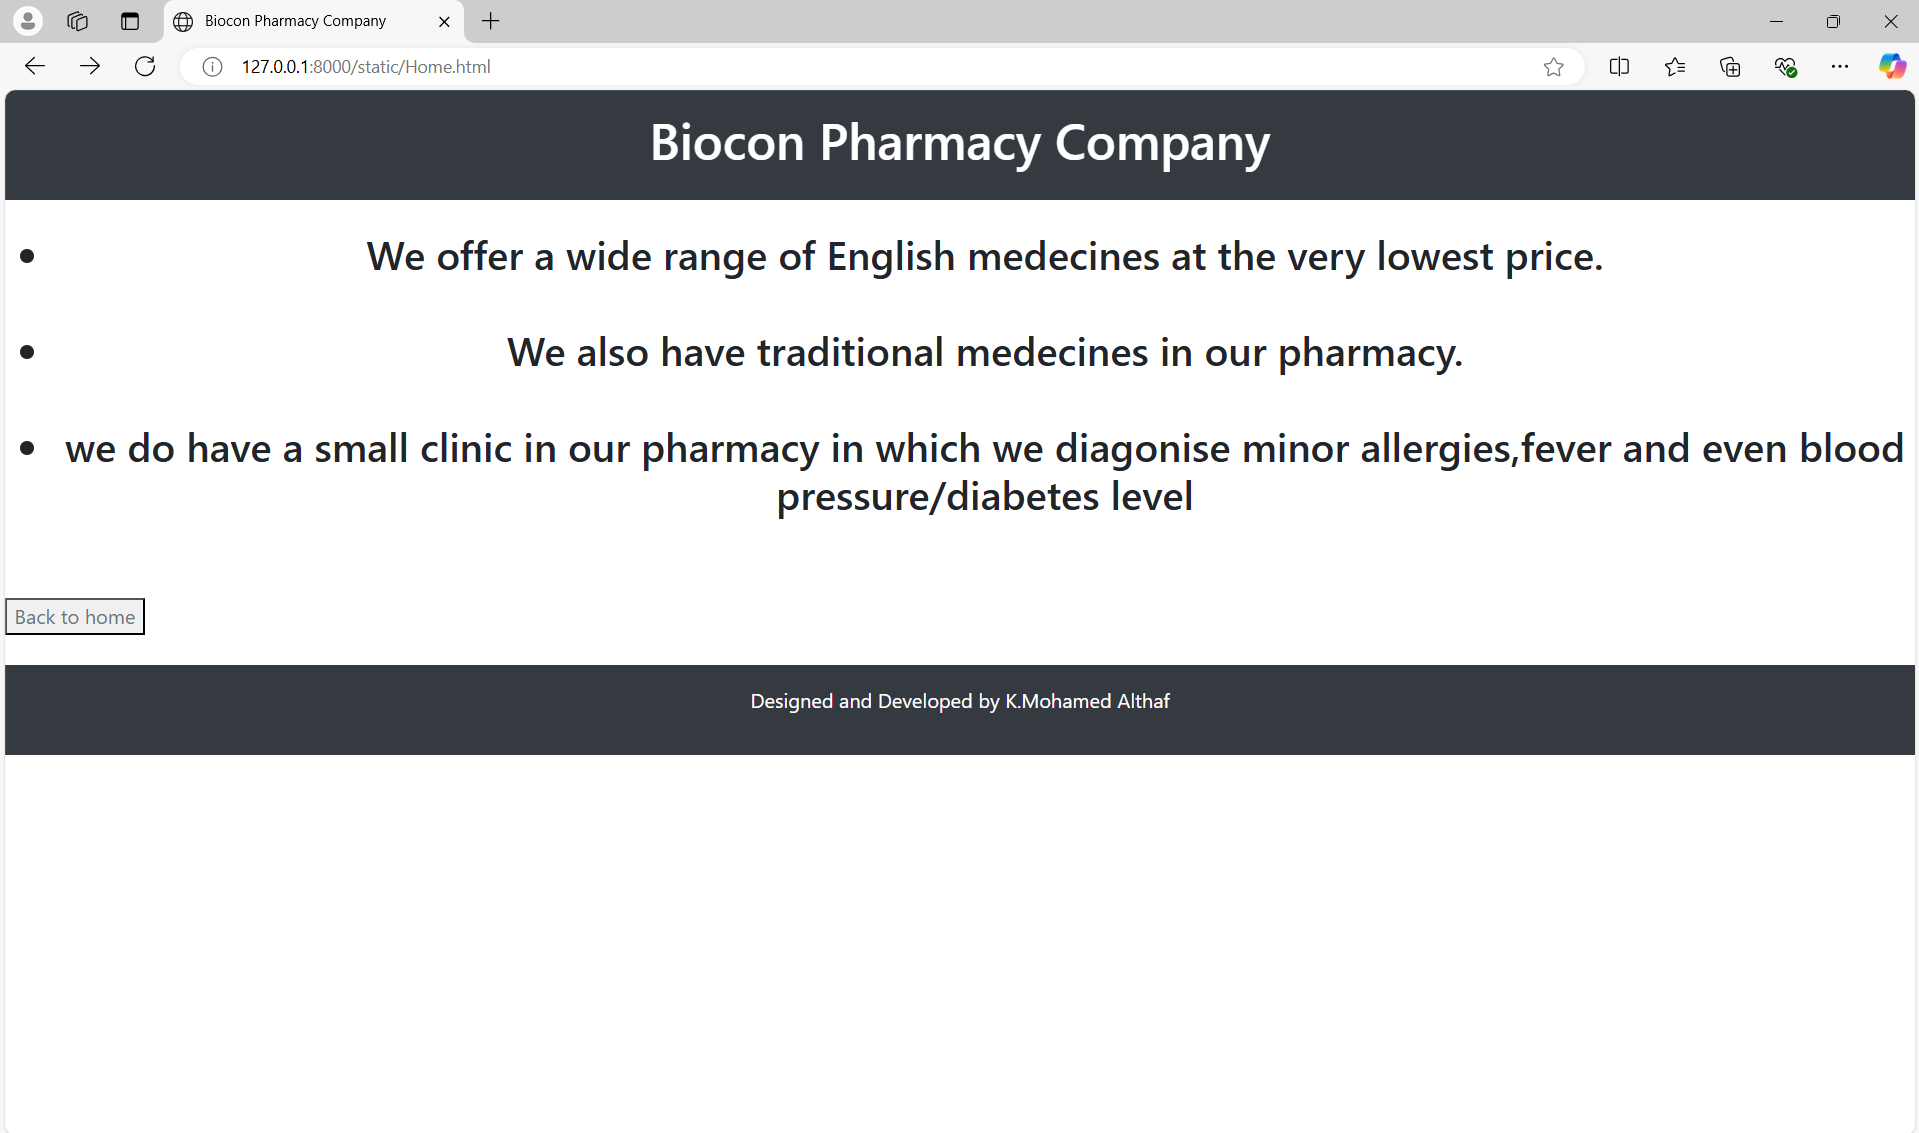 Biocon Pharmacy Company
127.0.0.1:8000/static/Home.html
Biocon Pharmacy Company
We offer a wide range of English medecines at the very lowest price.
We also have traditional medecines in our pharmacy.
we do have a small clinic in our pharmacy in which we diagonise minor allergies,fever and even blood
pressure/diabetes level
Back to home
Designed and Developed by K.Mohamed Althaf